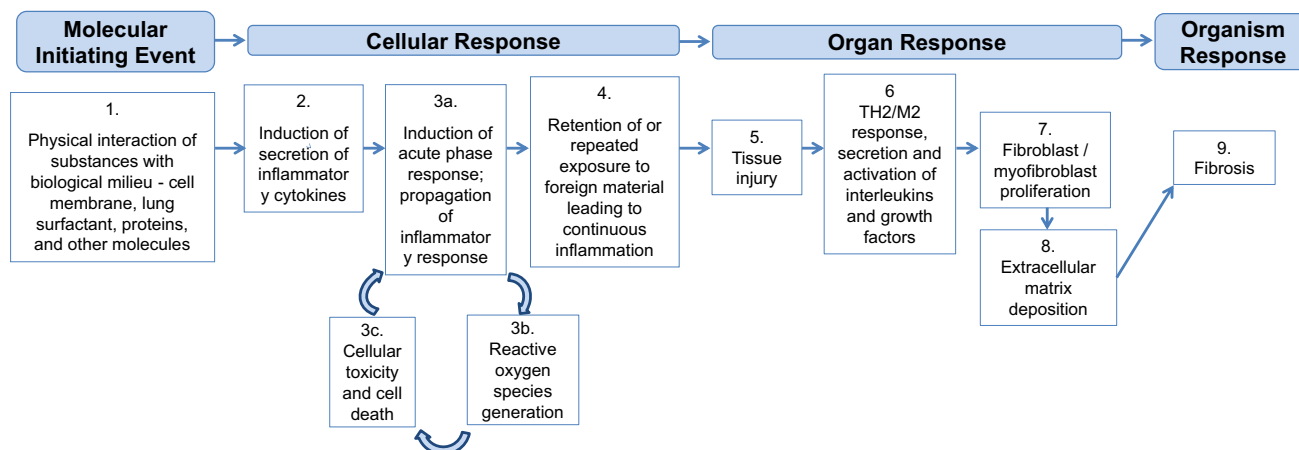 Molecular
Initiating Event
Cellular Response
Organ Response
Organism
Response
1.
Physical interaction of
substances with
biological milieu - cell
membrane, lung
surfactant, proteins,
and other molecules
2.
Induction of
secretion of
inflammator
y cytokines
3a.
Induction of
acute phase
response;
propagation
of
inflammator
y response
4.
Retention of or
repeated
exposure to
foreign material
leading to
continuous
inflammation
5.
Tissue
injury
6
TH2/M2
response,
secretion and
activation of
interleukins
and growth
factors
7.
Fibroblast /
myofibroblast
proliferation
8.
Extracellular
matrix
deposition
9.
Fibrosis
3c.
Cellular
toxicity
and cell
death
3b.
Reactive
oxygen
species
generation